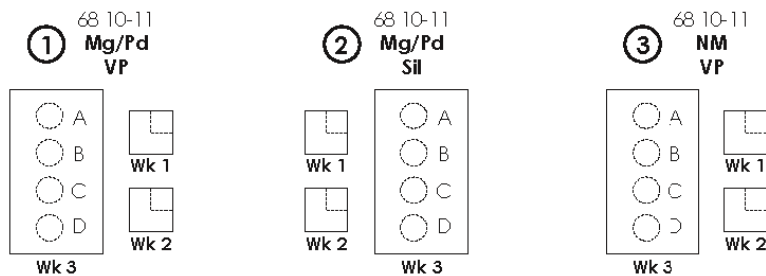 68 10-11
1 Mg/Pd
VP
A
B
C
D
Wk 1
Wk 2
Wk 3
68 10-11
2 Mg/Pd
Sil
Wk 1
Wk 2
A
B
C
D
Wk 3
68 10-11
3 NM
VP
A
B
C
D
Wk 1
Wk 2
Wk 3